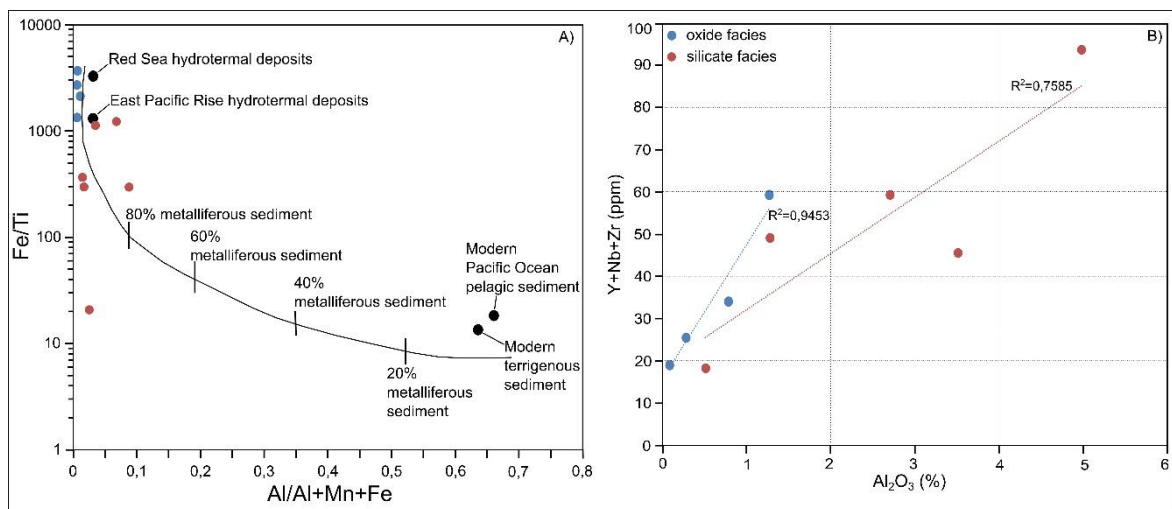 A)
10000
1000
100
10
1
Fe/Ti
Red Sea hydrotermal deposits
East Pacific Rise hydrotermal deposits
80% metalliferous sediment
60%
metalliferous sediment
40%
metalliferous sediment
20%
metalliferous
sediment
Modern
Pacific Ocean
pelagic sediment
Modern
terrigenous
sediment
0 0,1 0,2 0,3 0,4 0,5 0,6 0,7 0,8
Al/Al+Mn+Fe
B)
oxide facies
silicate facies
100
90
80
70
60
50
40
30
20
10
0
Y+Nb+Zr (ppm)
R²=0,7585
R²=0,9453
0 1 2 3 4 5 6
Al₂O₃ (%)